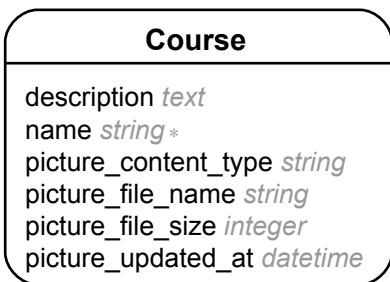 Course
description text
name string *
picture_content_type string
picture_file_name string
picture_file_size integer
picture_updated_at datetime